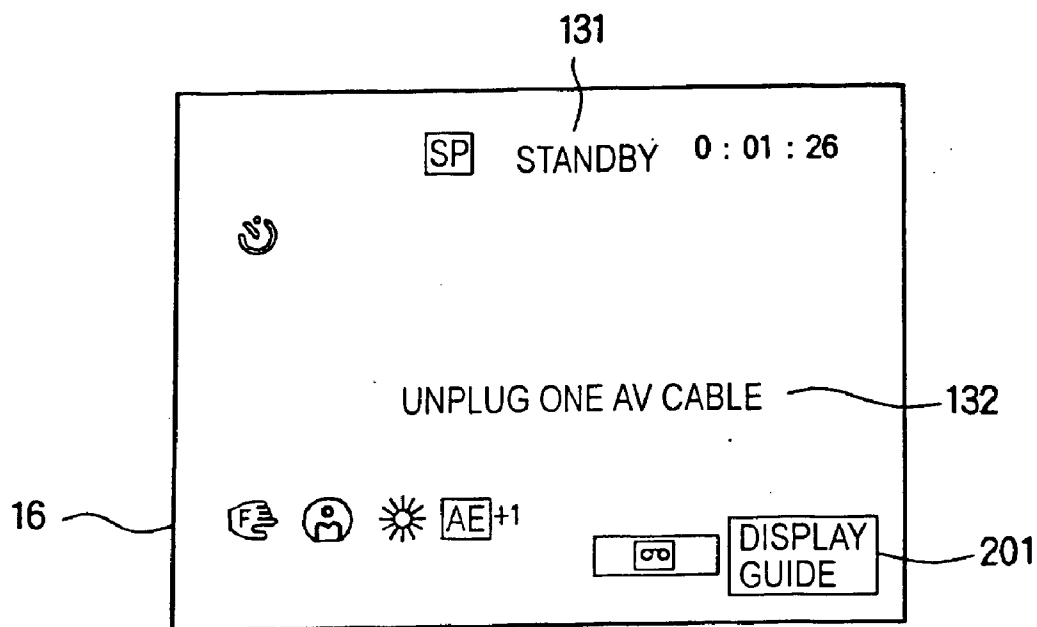 131
SP STANDBY 0 : 01 : 26
UNPLUG ONE AV CABLE
132
16
F AE +1
DISPLAY
GUIDE
201